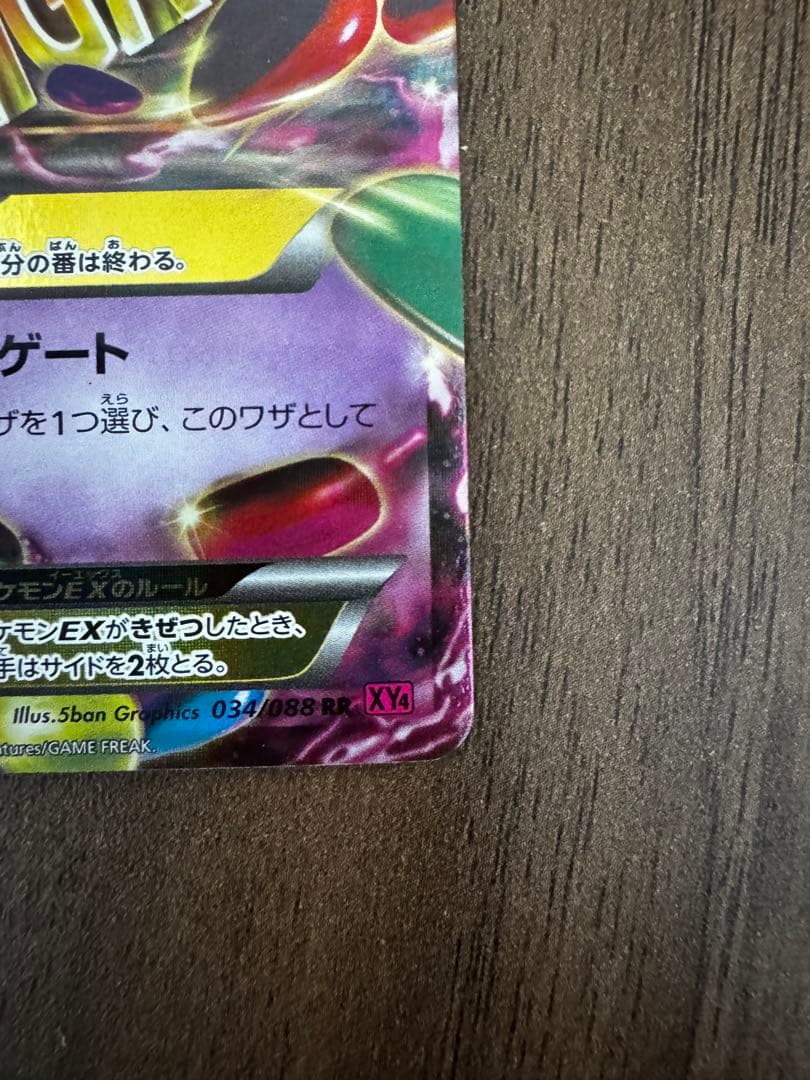 分の番は終わる。
ゲート
ザを1つ選び、このワザとして
ケモンEXのルール
ケモンEXがきぜつしたとき、
手はサイドを2枚とる。
Illus.5ban Graphics 034/088 RR XY4
tures/GAME FREAK.